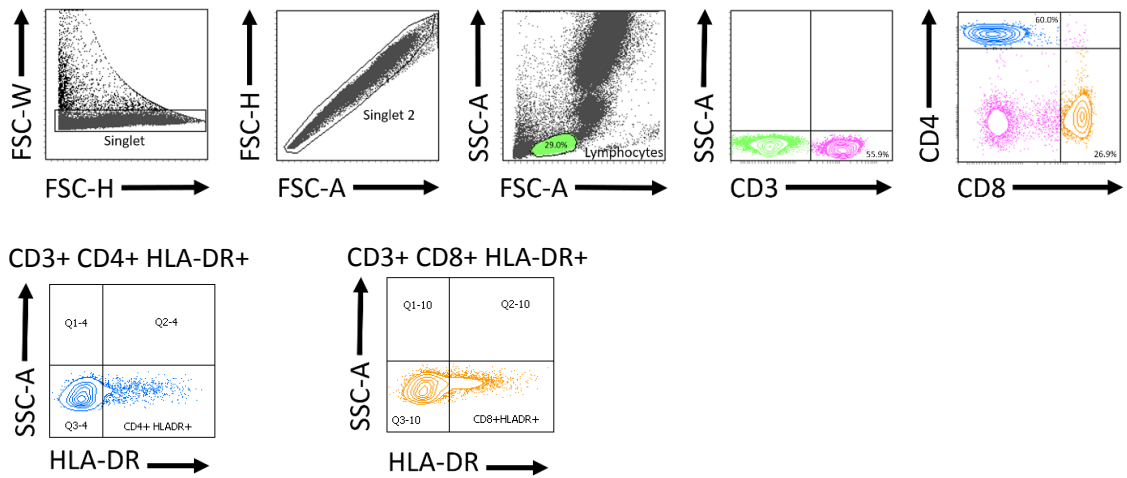 FSC-W
Singlet
FSC-H
FSC-H
Singlet 2
FSC-A
SSC-A
29.0%
Lymphocytes
FSC-A
SSC-A
55.9%
CD3
CD4
60.0%
26.9%
CD8
CD3+ CD4+ HLA-DR+
SSC-A
Q1-4
Q2-4
Q3-4
CD4+ HLADR+
HLA-DR
CD3+ CD8+ HLA-DR+
SSC-A
Q1-10
Q2-10
Q3-10
CD8+HLADR+
HLA-DR